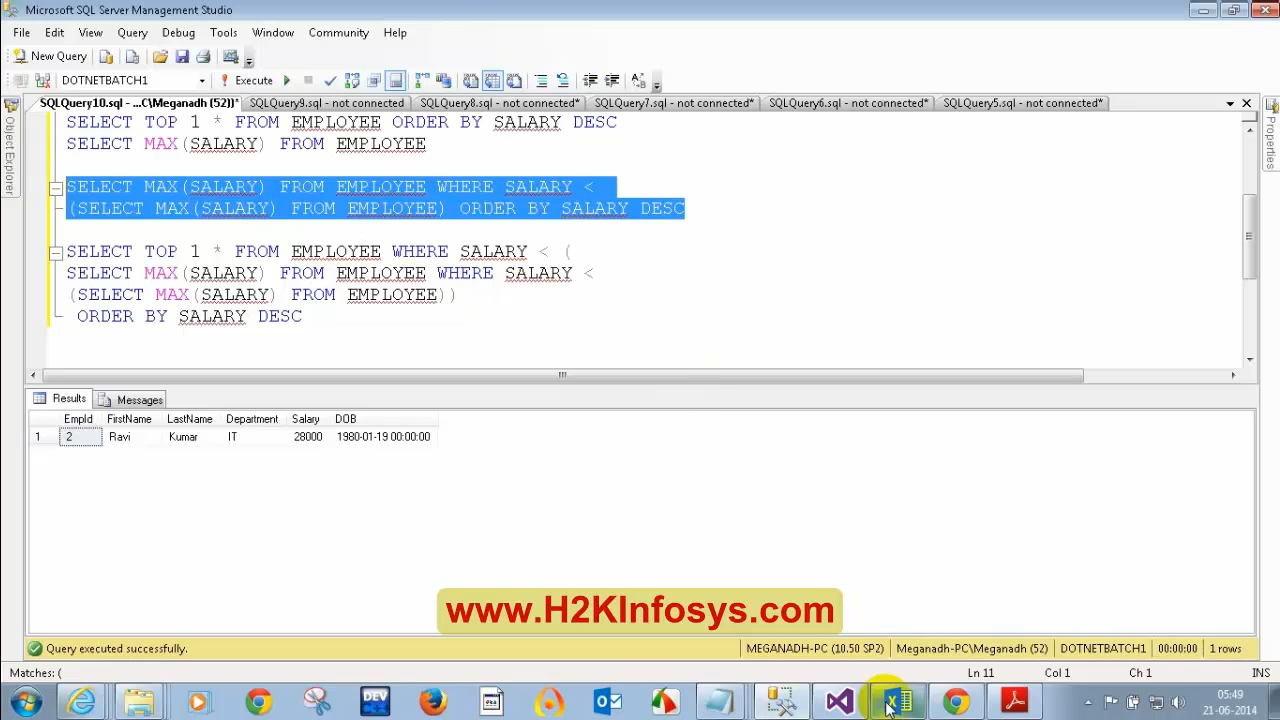 Microsoft SQL Server Management Studio
File Edit View Query Debug Tools Window Community Help
New Query
DOTNETBATCH1 Execute
SQLQuery10.sql - ...C\Meganadh (52))* SQLQuery9.sql - not connected SQLQuery8.sql - not connected* SQLQuery7.sql - not connected* SQLQuery6.sql - not connected* SQLQuery5.sql - not connected*
Object Explorer
Properties
SELECT TOP 1 * FROM EMPLOYEE ORDER BY SALARY DESC
SELECT MAX(SALARY) FROM EMPLOYEE
SELECT MAX(SALARY) FROM EMPLOYEE WHERE SALARY <
(SELECT MAX(SALARY) FROM EMPLOYEE) ORDER BY SALARY DESC
SELECT TOP 1 * FROM EMPLOYEE WHERE SALARY < (
SELECT MAX(SALARY) FROM EMPLOYEE WHERE SALARY <
(SELECT MAX(SALARY) FROM EMPLOYEE))
ORDER BY SALARY DESC
Results Messages
EmpId FirstName LastName Department Salary DOB
1 2 Ravi Kumar IT 28000 1980-01-19 00:00:00
www.H2KInfosys.com
Query executed successfully. MEGANADH-PC (10.50 SP2) Meganadh-PC\Meganadh (52) DOTNETBATCH1 00:00:00 1 rows
Matches: ( Ln 11 Col 1 Ch 1 INS
DEV
05:49
21-06-2014